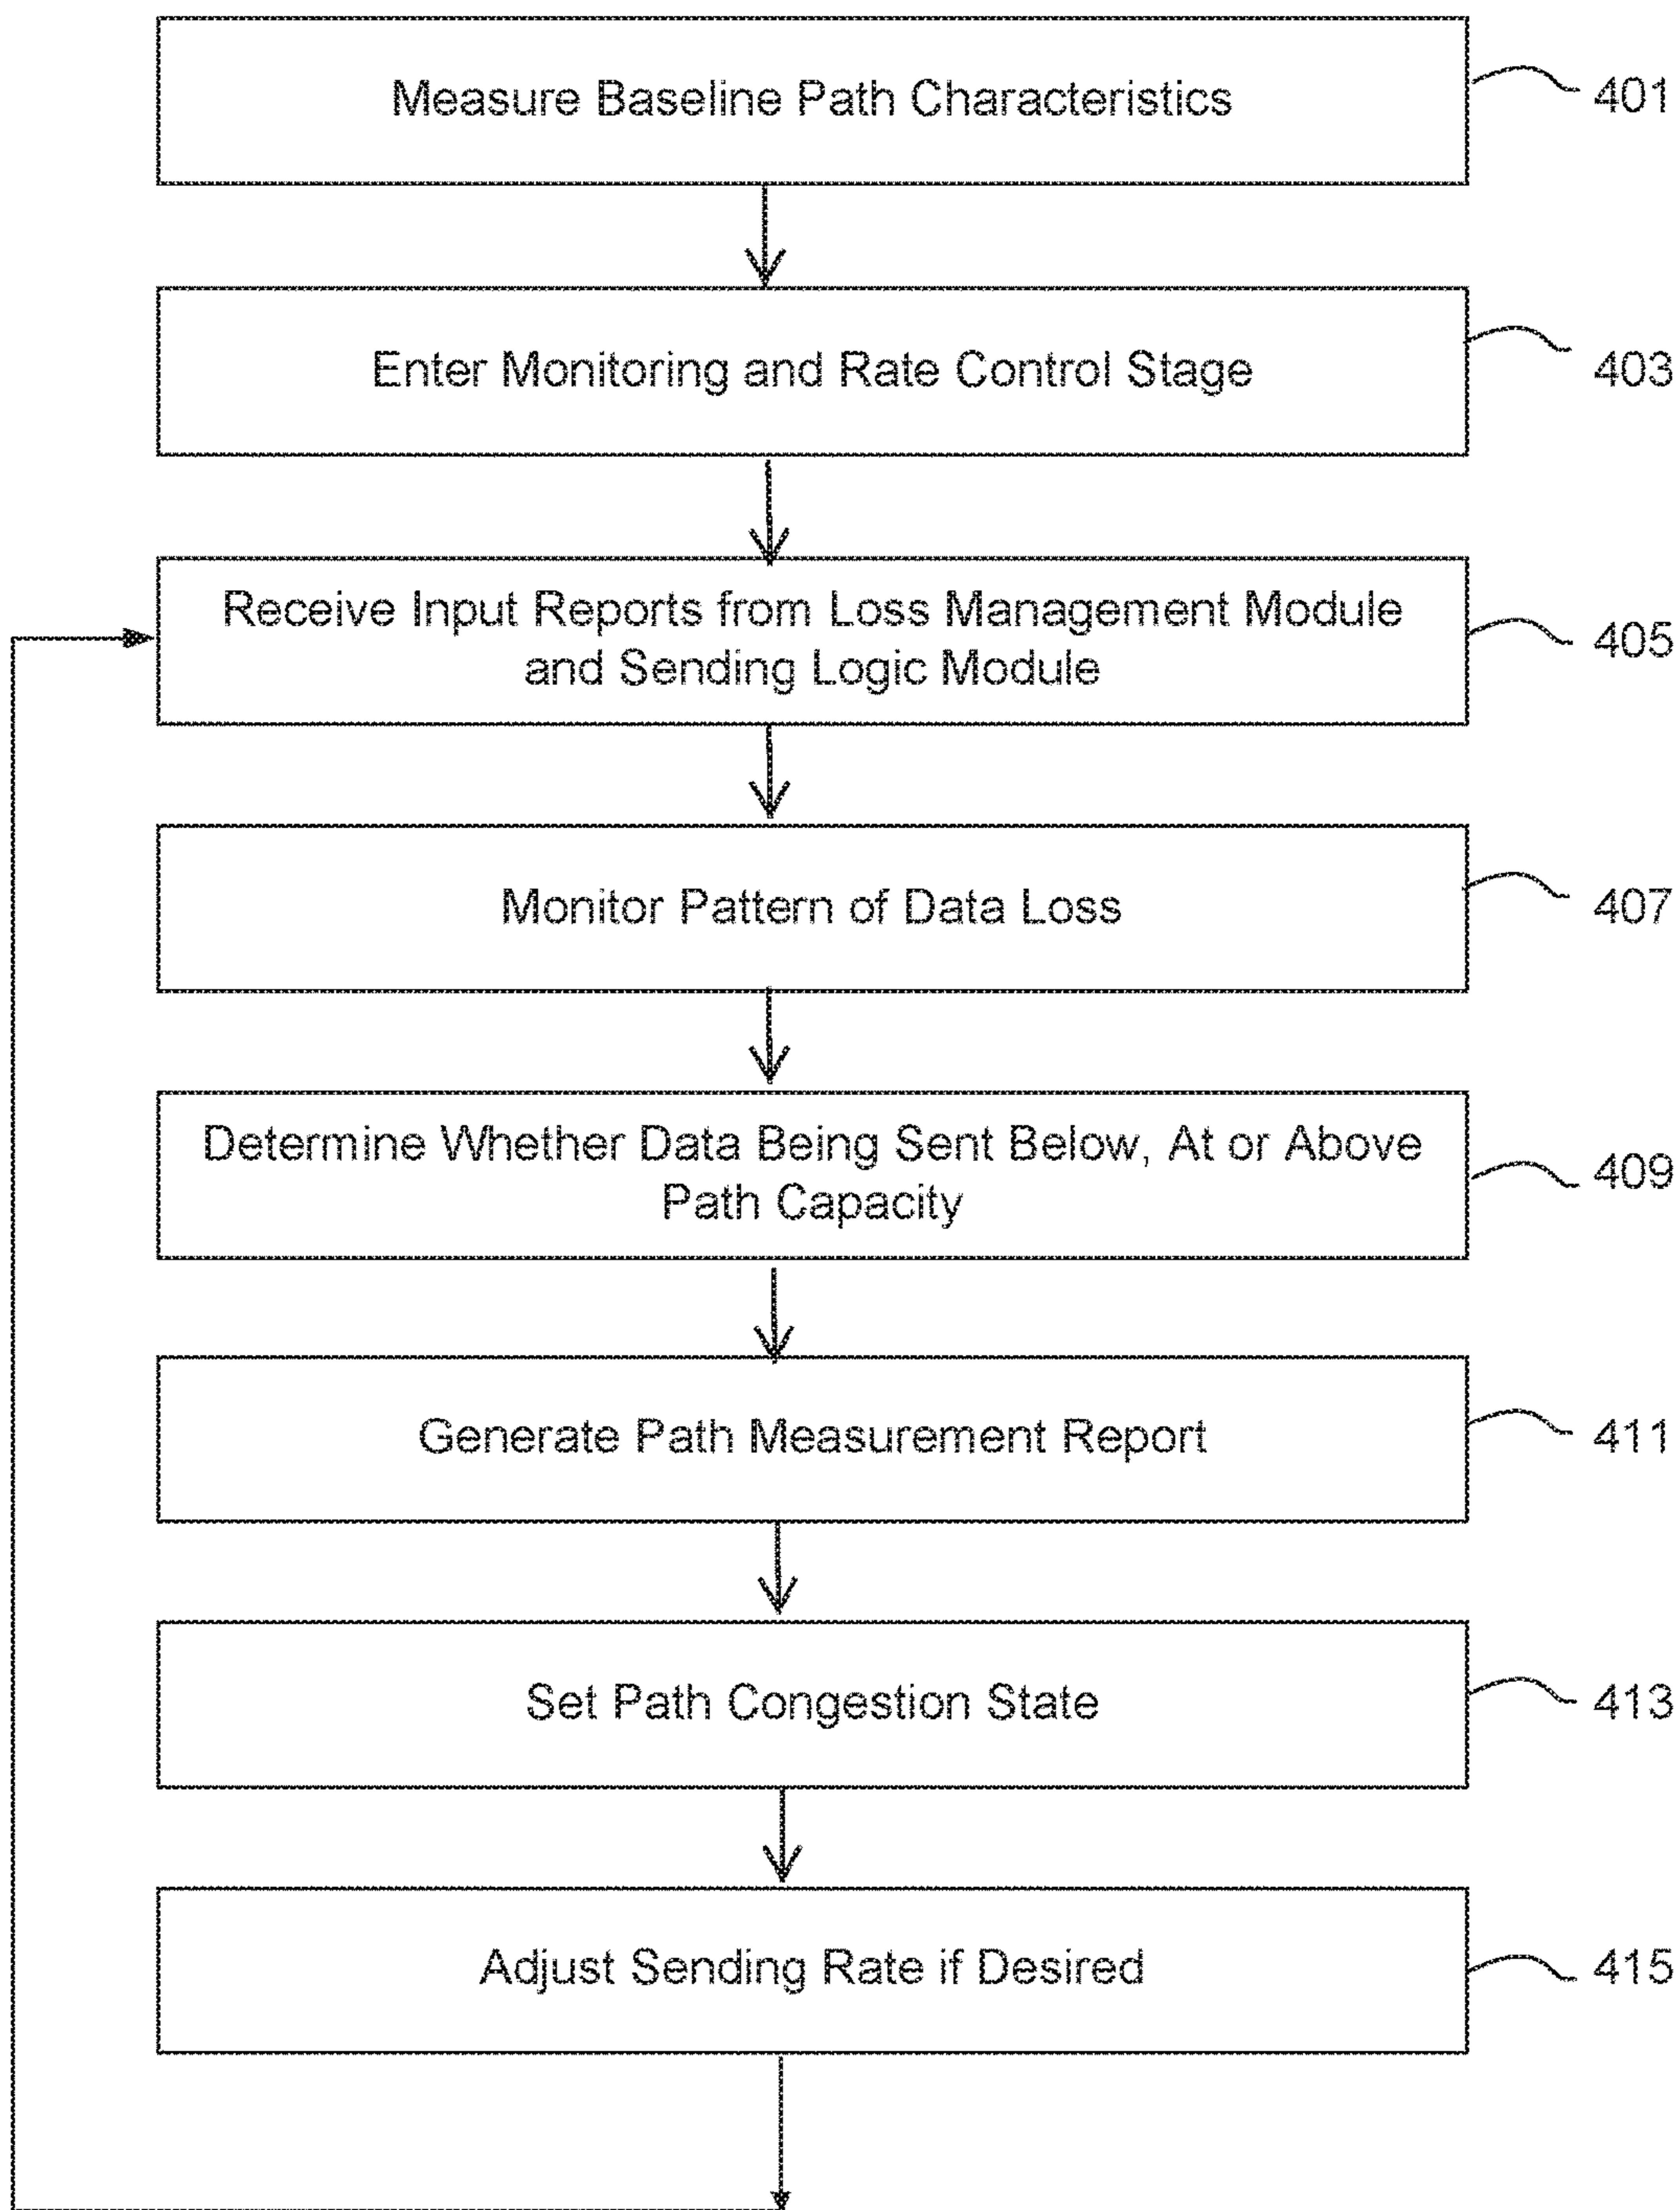 Measure Baseline Path Characteristics
401
Enter Monitoring and Rate Control Stage
403
Receive Input Reports from Loss Management Module
and Sending Logic Module
405
Monitor Pattern of Data Loss
407
Determine Whether Data Being Sent Below, At or Above
Path Capacity
409
Generate Path Measurement Report
411
Set Path Congestion State
413
Adjust Sending Rate if Desired
415